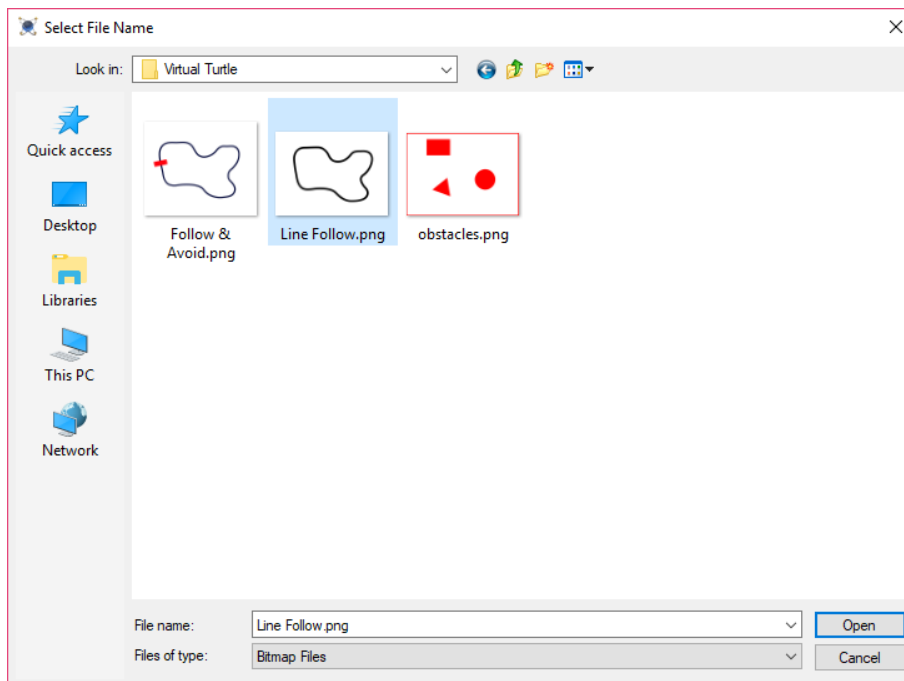 Select File Name
Look in:
Virtual Turtle
Quick access
Desktop
Libraries
This PC
Network
Follow &
Avoid.png
Line Follow.png
obstacles.png
File name:
Line Follow.png
Open
Files of type:
Bitmap Files
Cancel